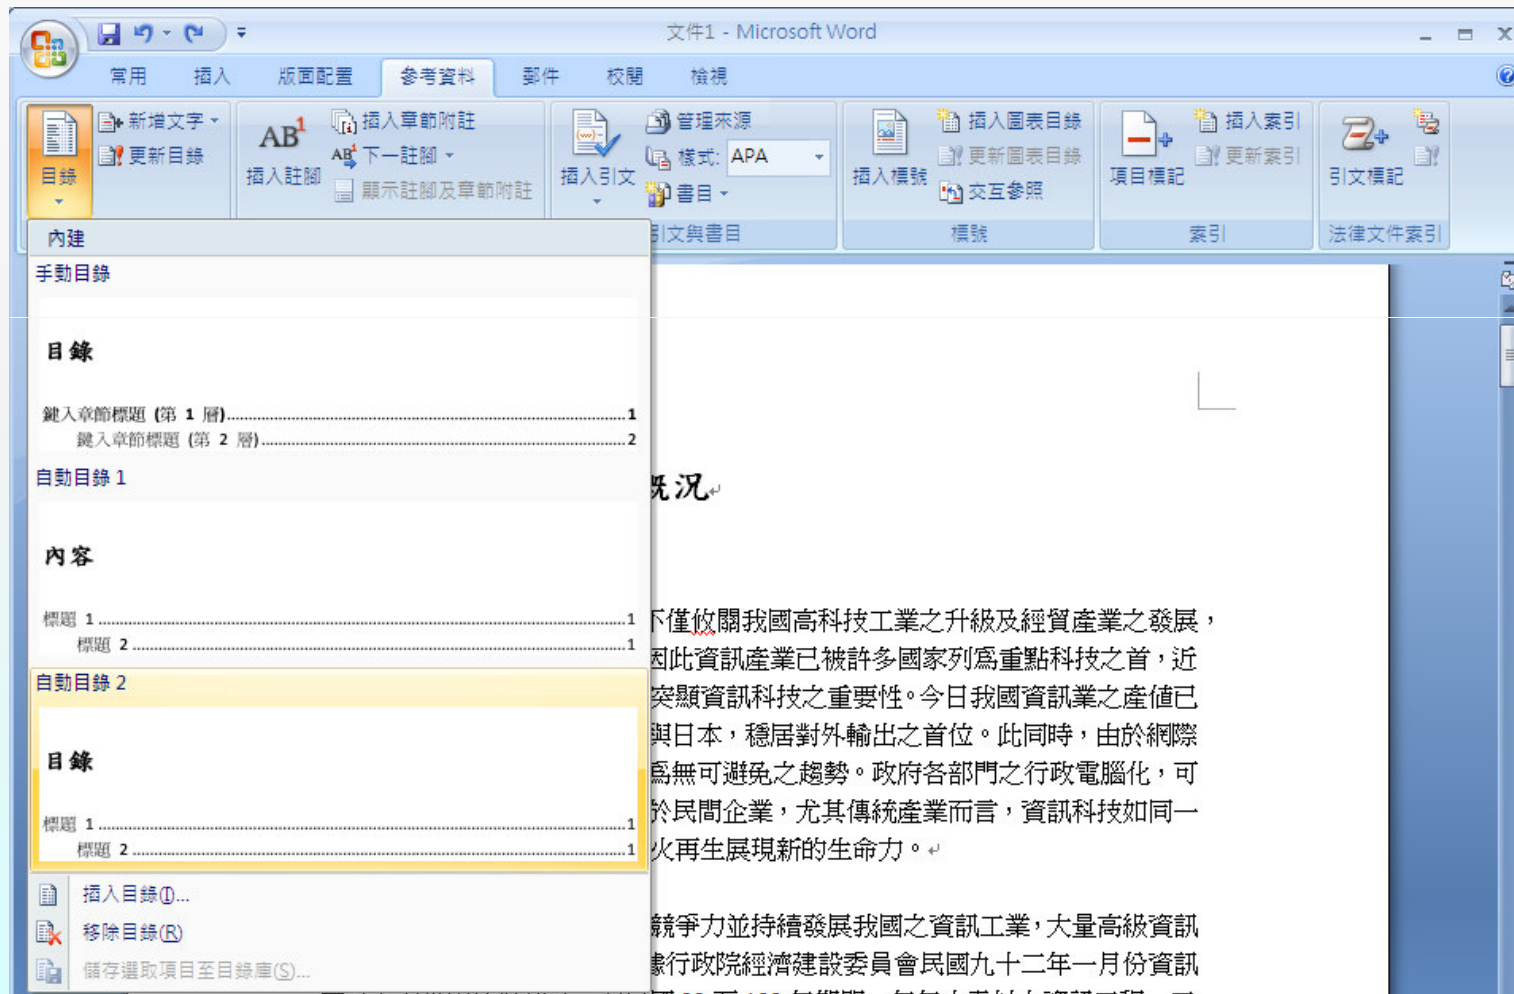 文件1 - Microsoft Word
常用 插入 版面配置 參考資料 郵件 校閱 檢視
目錄
新增文字
更新目錄
AB1
插入註腳
插入章節附註
AB1 下一註腳
顯示註腳及章節附註
插入引文
管理來源
樣式: APA
書目
引文與書目
插入標號
插入圖表目錄
更新圖表目錄
交互參照
標號
項目標記
插入索引
更新索引
索引
引文標記
法律文件索引
內建
手動目錄
目錄
鍵入章節標題 (第 1 層)....................1
鍵入章節標題 (第 2 層)....................2
自動目錄 1
內容
標題 1....................1
標題 2....................1
自動目錄 2
目錄
標題 1....................1
標題 2....................1
插入目錄(I)...
移除目錄(R)
儲存選取項目至目錄庫(S)...
概況
不僅攸關我國高科技工業之升級及經貿產業之發展，
因此資訊產業已被許多國家列為重點科技之首，近
突顯資訊科技之重要性。今日我國資訊業之產值已
與日本，穩居對外輸出之首位。此同時，由於網際
為無可避免之趨勢。政府各部門之行政電腦化，可
於民間企業，尤其傳統產業而言，資訊科技如同一
火再生展現新的生命力。
競爭力並持續發展我國之資訊工業，大量高級資訊
據行政院經濟建設委員會民國九十二年一月份資訊